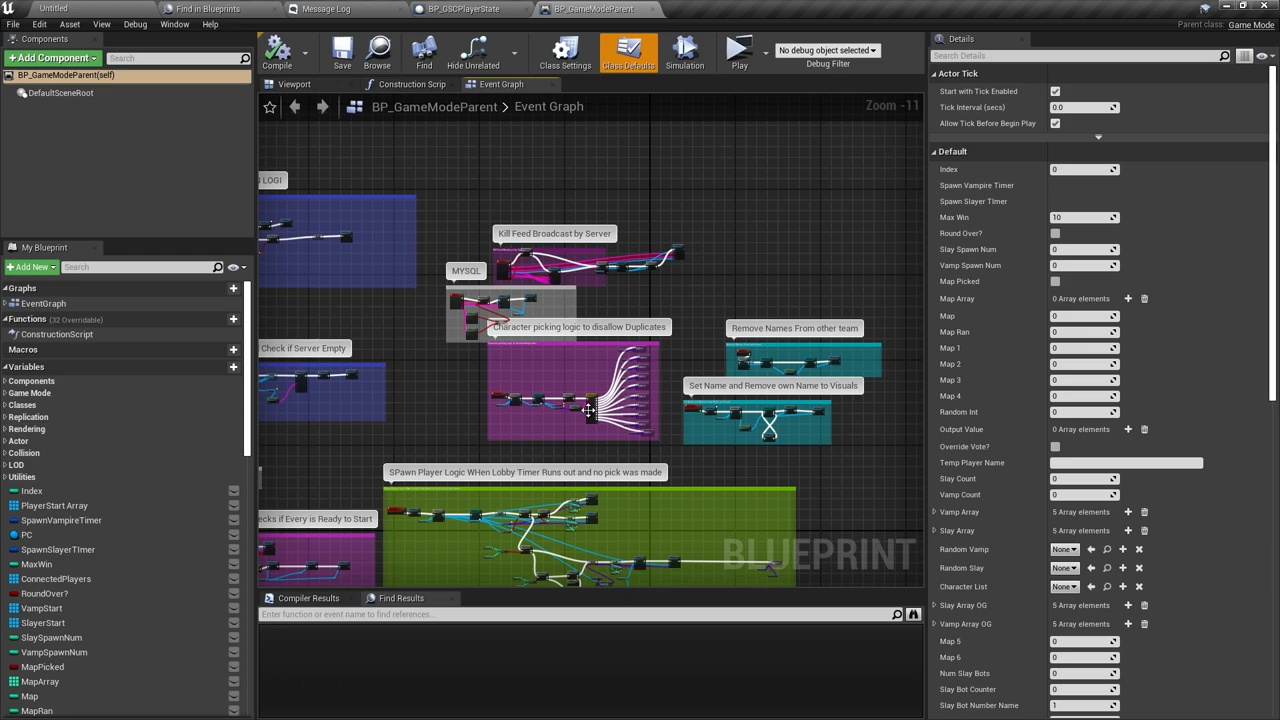 Untitled
Find in Blueprints
Message Log
BP_GSCPlayerState
BP_GameModeParent
File Edit Asset View Debug Window Help
Parent class: Game Mode
Components
+ Add Component
Search
BP_GameModeParent(self)
DefaultSceneRoot
My Blueprint
+ Add New
Search
Graphs
EventGraph
Functions (32 Overridable)
ConstructionScript
Macros
Variables
Components
Game Mode
Classes
Replication
Rendering
Actor
Collision
LOD
Utilities
Index
PlayerStart Array
SpawnVampireTimer
PC
SpawnSlayerTImer
MaxWin
ConnectedPlayers
RoundOver?
VampStart
SlayerStart
SlaySpawnNum
VampSpawnNum
MapPicked
MapArray
Map
MapRan
Compile
Save
Browse
Find
Hide Unrelated
Class Settings
Class Defaults
Simulation
Play
No debug object selected
Debug Filter
Viewport
Construction Scrip
Event Graph
BP_GameModeParent > Event Graph
Zoom -11
LOGI
Kill Feed Broadcast by Server
MYSQL
Character picking logic to disallow Duplicates
Remove Names From other team
Check if Server Empty
Set Name and Remove own Name to Visuals
SPawn Player Logic WHen Lobby Timer Runs out and no pick was made
ecks if Every is Ready to Start
BLUEPRINT
Compiler Results
Find Results
Enter function or event name to find references...
Details
Search Details
Actor Tick
Start with Tick Enabled
Tick Interval (secs) 0.0
Allow Tick Before Begin Play
Default
Index 0
Spawn Vampire Timer
Spawn Slayer TImer
Max Win 10
Round Over?
Slay Spawn Num 0
Vamp Spawn Num 0
Map Picked
Map Array 0 Array elements
Map 0
Map Ran 0
Map 1 0
Map 2 0
Map 3 0
Map 4 0
Random Int 0
Output Value 0 Array elements
Override Vote?
Temp Player Name
Slay Count 0
Vamp Count 0
Vamp Array 5 Array elements
Slay Array 5 Array elements
Random Vamp None
Random Slay None
Character List None
Slay Array OG 5 Array elements
Vamp Array OG 5 Array elements
Map 5 0
Map 6 0
Num Slay Bots 0
Slay Bot Counter 0
Slay Bot Number Name 1